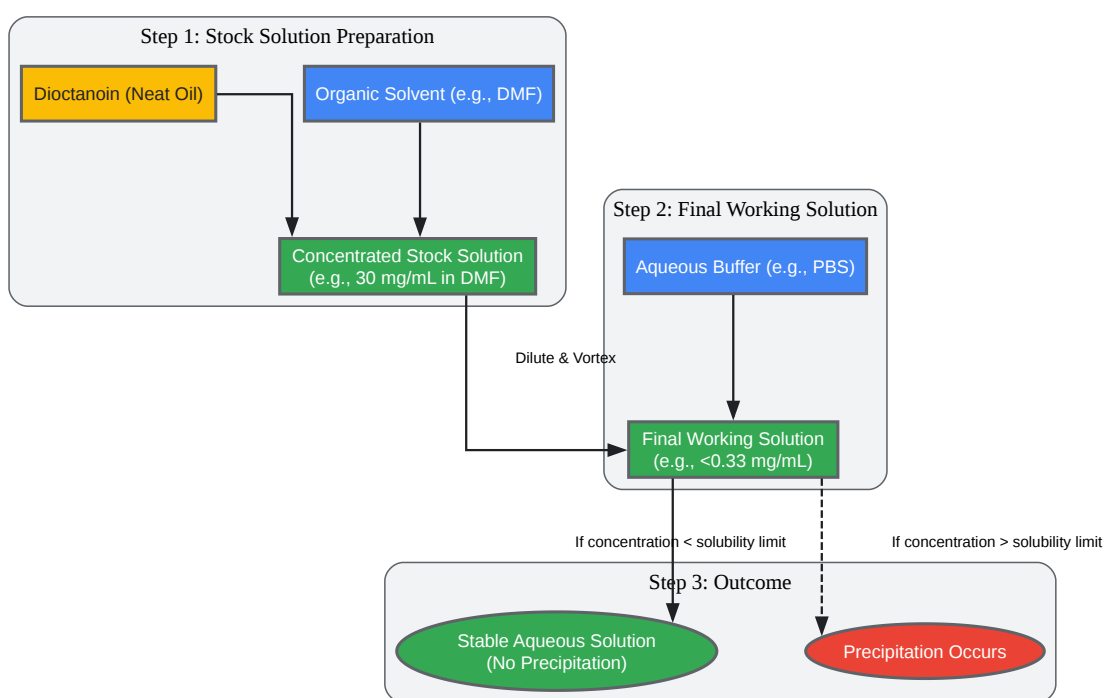 Step 1: Stock Solution Preparation
Dioctanoin (Neat Oil)
Organic Solvent (e.g., DMF)
Concentrated Stock Solution
(e.g., 30 mg/mL in DMF)
Step 2: Final Working Solution
Aqueous Buffer (e.g., PBS)
Dilute & Vortex
Final Working Solution
(e.g., <0.33 mg/mL)
If concentration < solubility limit
If concentration > solubility limit
Step 3: Outcome
Stable Aqueous Solution
(No Precipitation)
Precipitation Occurs